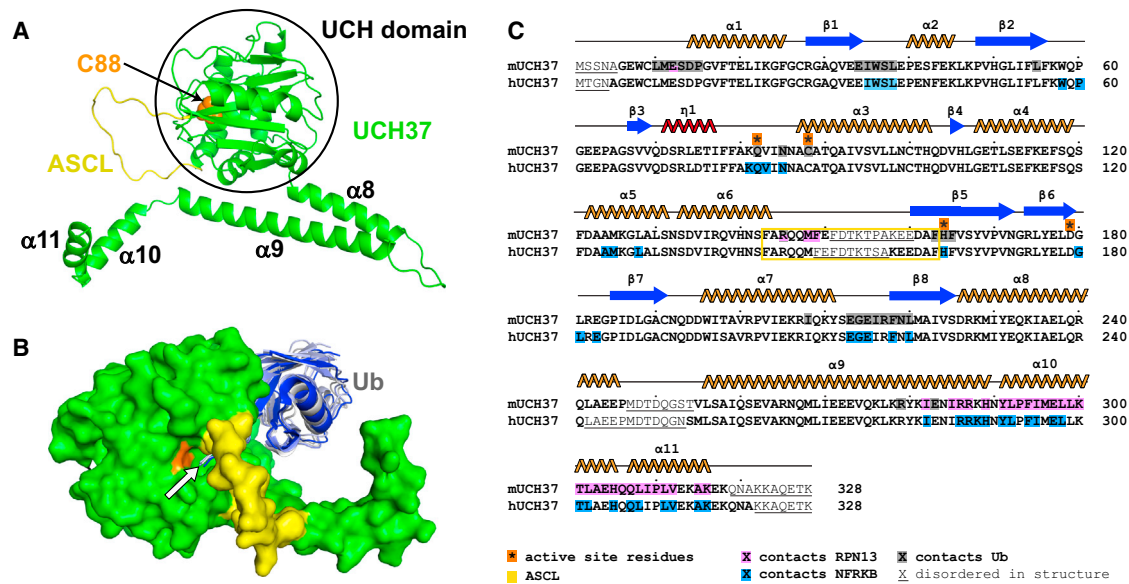 A
UCH domain
C88
ASCL
UCH37
α8
α9
α10
α11
B
Ub
C
α1 β1 α2 β2
mUCH37 MSSNAGEWCLMESDPGVFTELIKGFGCRGAQVEEIWSLEPESFEKLKPVHGLIFLFKWQP 60
hUCH37 MTGNAGEWCLMESDPGVFTELIKGFGCRGAQVEEIWSLEPENFEKLKPVHGLIFLFKWQP 60
β3 η1 α3 β4 α4
* *
mUCH37 GEEPAGSVVQDSRLETIFFAKQVINNACATQAIVSVLLNCTHQDVHLGETLSEFKEFSQS 120
hUCH37 GEEPAGSVVQDSRLDTIFFAKQVINNACATQAIVSVLLNCTHQDVHLGETLSEFKEFSQS 120
α5 α6 β5 β6
* *
mUCH37 FDAAMKGLALSNSDVIRQVHNSFARQQMFEFDTKTPAKEEDAFHFVSYVPVNGRLYELDG 180
hUCH37 FDAAMKGLALSNSDVIRQVHNSFARQQMFEFDTKTSAKEEDAFHFVSYVPVNGRLYELDG 180
β7 α7 β8 α8
mUCH37 LREGPIDLGACNQDDWITAVRPVIEKRIQKYSEGEIRFNLMAIVSDRKMIYEQKIAELQR 240
hUCH37 LREGPIDLGACNQDDWISAVRPVIEKRIQKYSEGEIRFNLMAIVSDRKMIYEQKIAELQR 240
α9 α10
mUCH37 QLAEEPMDTDQGSTVLSAIQSEVARNQMLIEEEVQKLKRYKIENIRRKHNYLPFIMELLK 300
hUCH37 QLAEEPMDTDQGNSMLSAIQSEVAKNQMLIEEEVQKLKRYKIENIRRKHNYLPFIMELLK 300
α11
mUCH37 TLAEHQQLIPLVEKAKEKQNAKKAQETK 328
hUCH37 TLAEHQQLIPLVEKAKEKQNAKKAQETK 328
* active site residues X contacts RPN13 X contacts Ub
ASCL X contacts NFRKB X disordered in structure